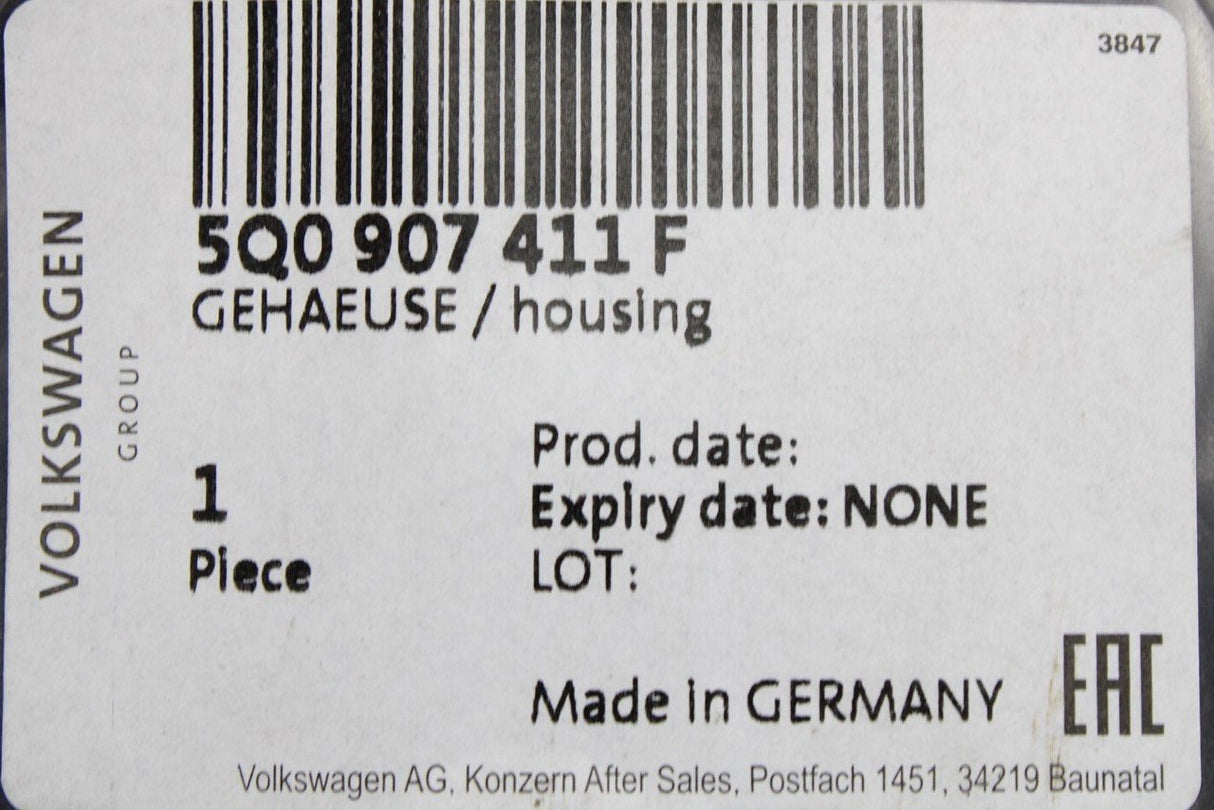 3847
VOLKSWAGEN
GROUP
5Q0 907 411 F
GEHAEUSE / housing
1
Piece
Prod. date:
Expiry date: NONE
LOT:
Made in GERMANY
EAC
Volkswagen AG, Konzern After Sales, Postfach 1451, 34219 Baunatal